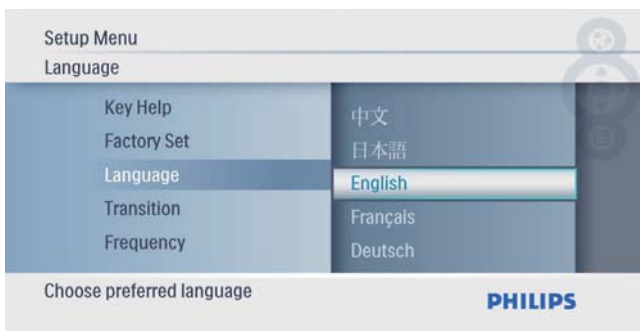 Setup Menu
Language
Key Help
Factory Set
Language
Transition
Frequency
中文
日本語
English
Français
Deutsch
Choose preferred language
PHILIPS